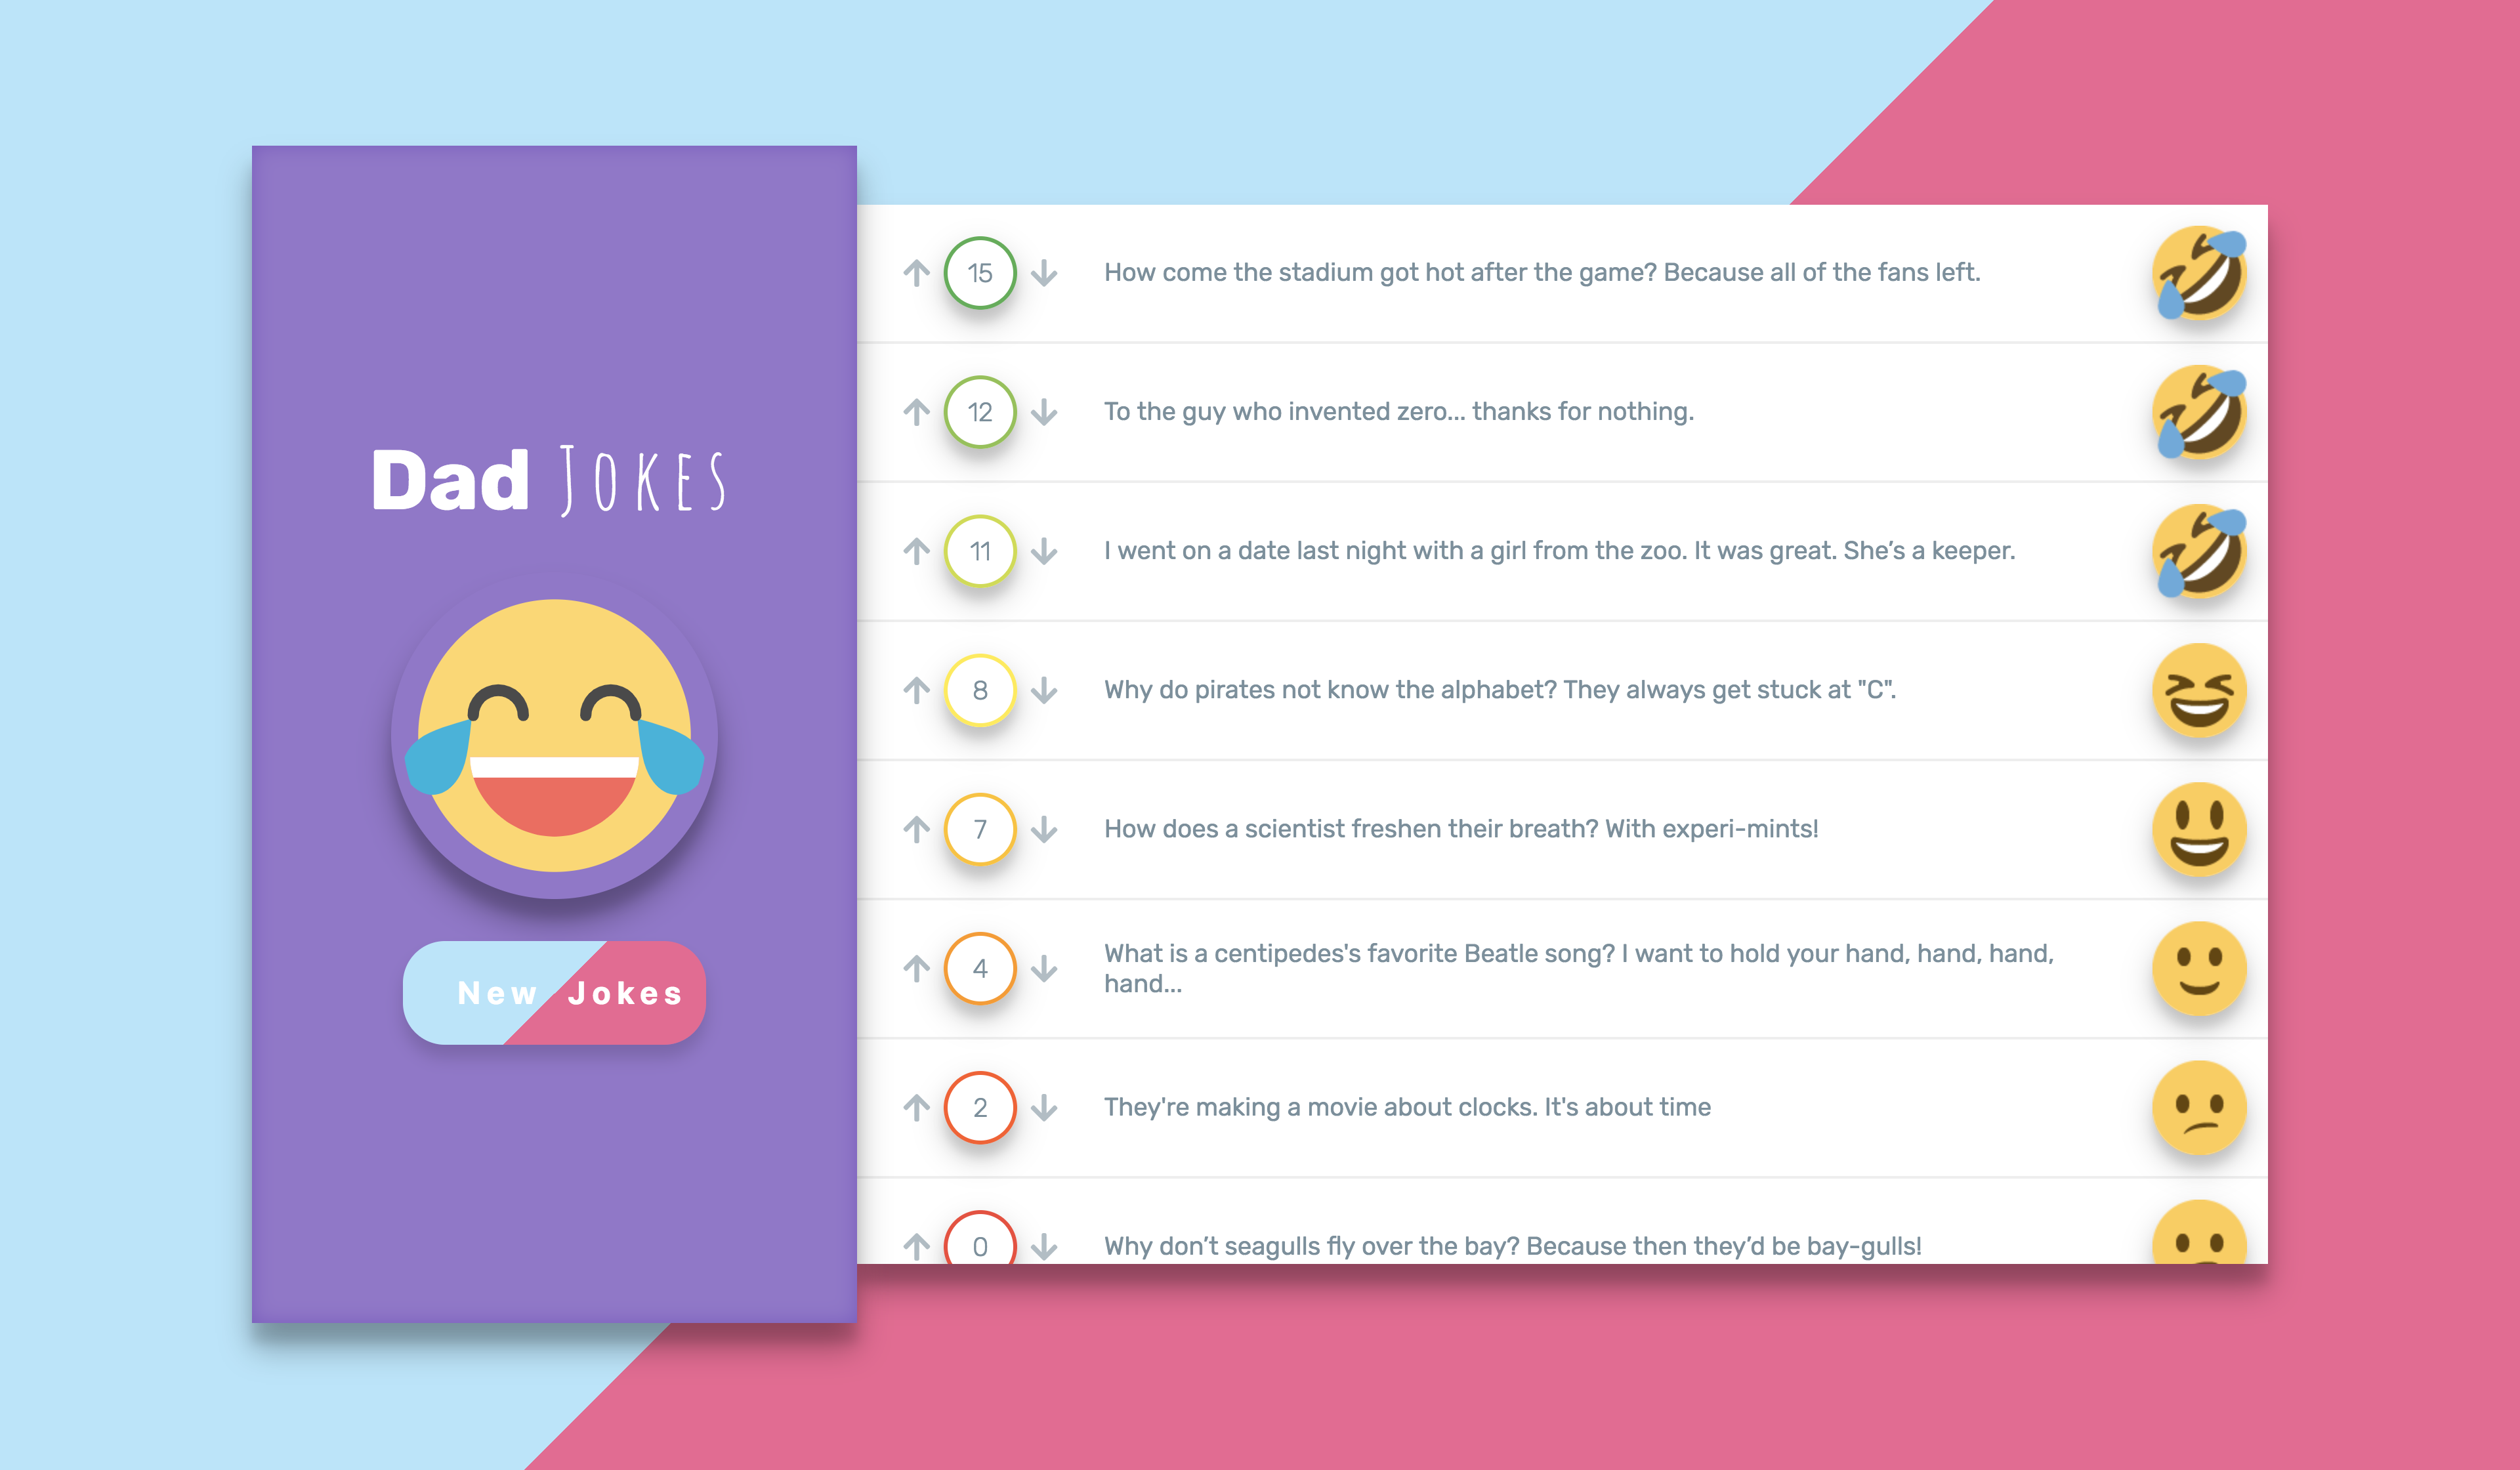 Dad Jokes
New Jokes
15
How come the stadium got hot after the game? Because all of the fans left.
12
To the guy who invented zero... thanks for nothing.
11
I went on a date last night with a girl from the zoo. It was great. She’s a keeper.
8
Why do pirates not know the alphabet? They always get stuck at "C".
7
How does a scientist freshen their breath? With experi-mints!
4
What is a centipedes's favorite Beatle song? I want to hold your hand, hand, hand,
hand...
2
They're making a movie about clocks. It's about time
0
Why don’t seagulls fly over the bay? Because then they’d be bay-gulls!